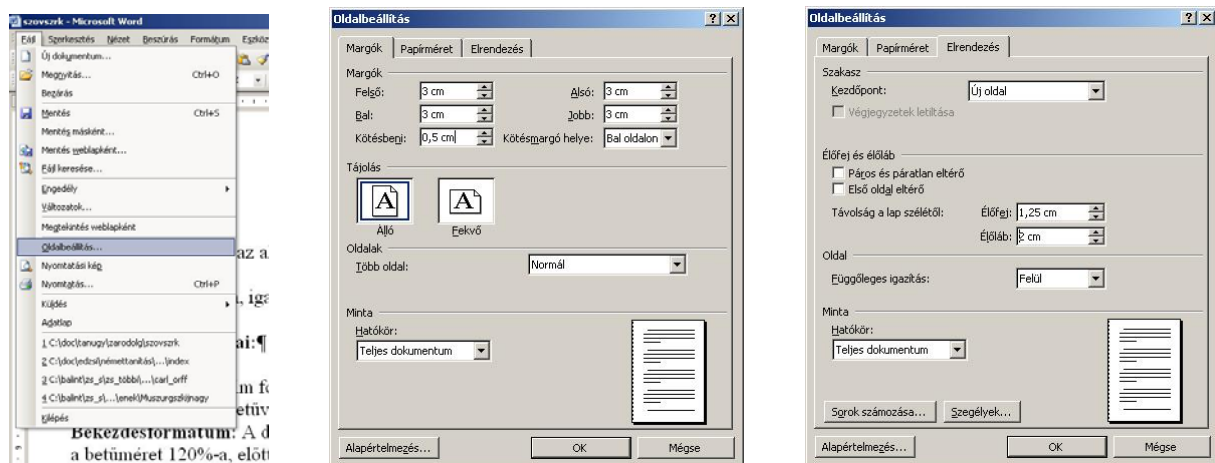 szovszrk - Microsoft Word
Fájl Szerkesztés Nézet Beszúrás Formátum Eszköz
Új dokumentum...
Megnyitás... Ctrl+O
Bezárás
Mentés Ctrl+S
Mentés másként...
Mentés weblapként...
Fájl keresése...
Engedély
Változatok...
Megtekintés weblapként
Oldalbeállítás...
Nyomtatási kép
Nyomtatás... Ctrl+P
Küldés
Adatlap
1 C:\doc\tanugy\zarodolg\szovszrk
2 C:\doc\edzsi\némettanítás\...\index
3 C:\balint\zs_s\zs_többi\...\carl_orff
4 C:\balint\zs_s\...\enek\Muszurgszkijnagy
Kilépés
az a
, iga
ai:¶
m fo
etűv
Bekezdésformátum: A d
a betűméret 120%-a, előtt
Oldalbeállítás
Margók Papírméret Elrendezés
Margók
Felső: 3 cm Alsó: 3 cm
Bal: 3 cm Jobb: 3 cm
Kötésbeni: 0,5 cm Kötésmargó helye: Bal oldalon
Tájolás
A A
Álló Fekvő
Oldalak
Több oldal: Normál
Minta
Hatókör:
Teljes dokumentum
Alapértelmezés... OK Mégse
Oldalbeállítás
Margók Papírméret Elrendezés
Szakasz
Kezdőpont: Új oldal
Végjegyzetek letiltása
Élőfej és élőláb
Páros és páratlan eltérő
Első oldal eltérő
Távolság a lap szélétől: Élőfej: 1,25 cm
Élőláb: 2 cm
Oldal
Függőleges igazítás: Felül
Minta
Hatókör:
Teljes dokumentum
Sorok számozása... Szegélyek...
Alapértelmezés... OK Mégse